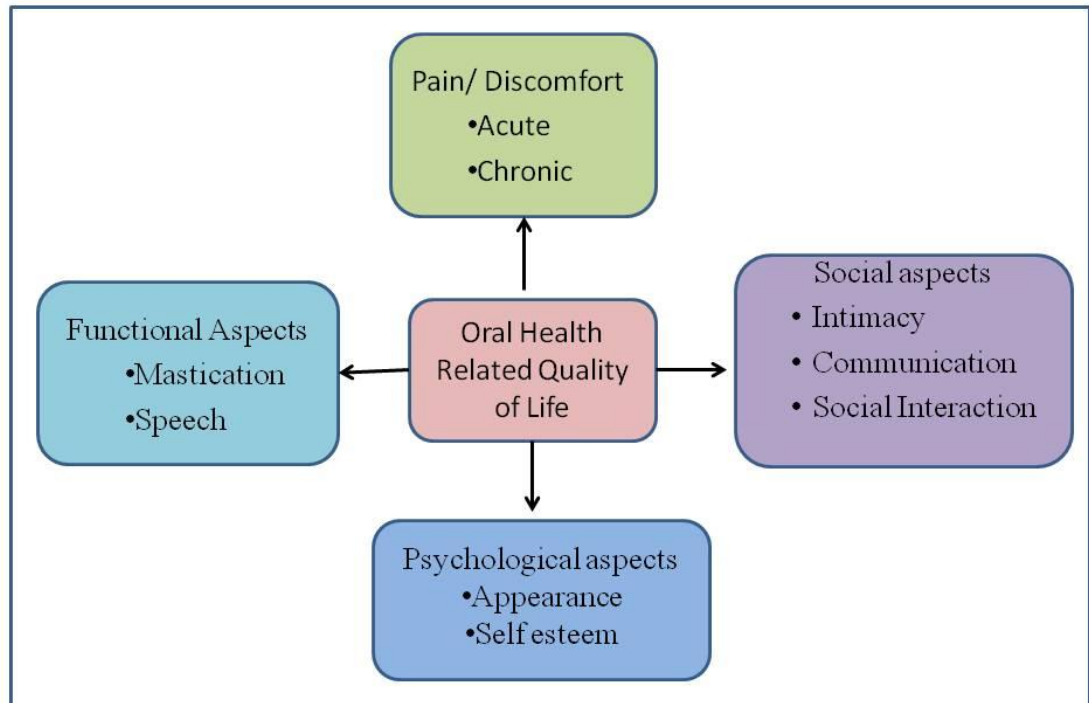 Pain/ Discomfort
•Acute
•Chronic
Functional Aspects
•Mastication
•Speech
Oral Health
Related Quality
of Life
Social aspects
• Intimacy
• Communication
• Social Interaction
Psychological aspects
•Appearance
•Self esteem